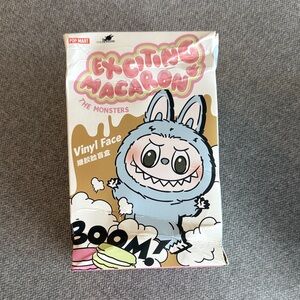 POP MART
EXCITING
MACARON
THE MONSTERS
Vinyl Face
搪胶脸盲盒
BOOM!